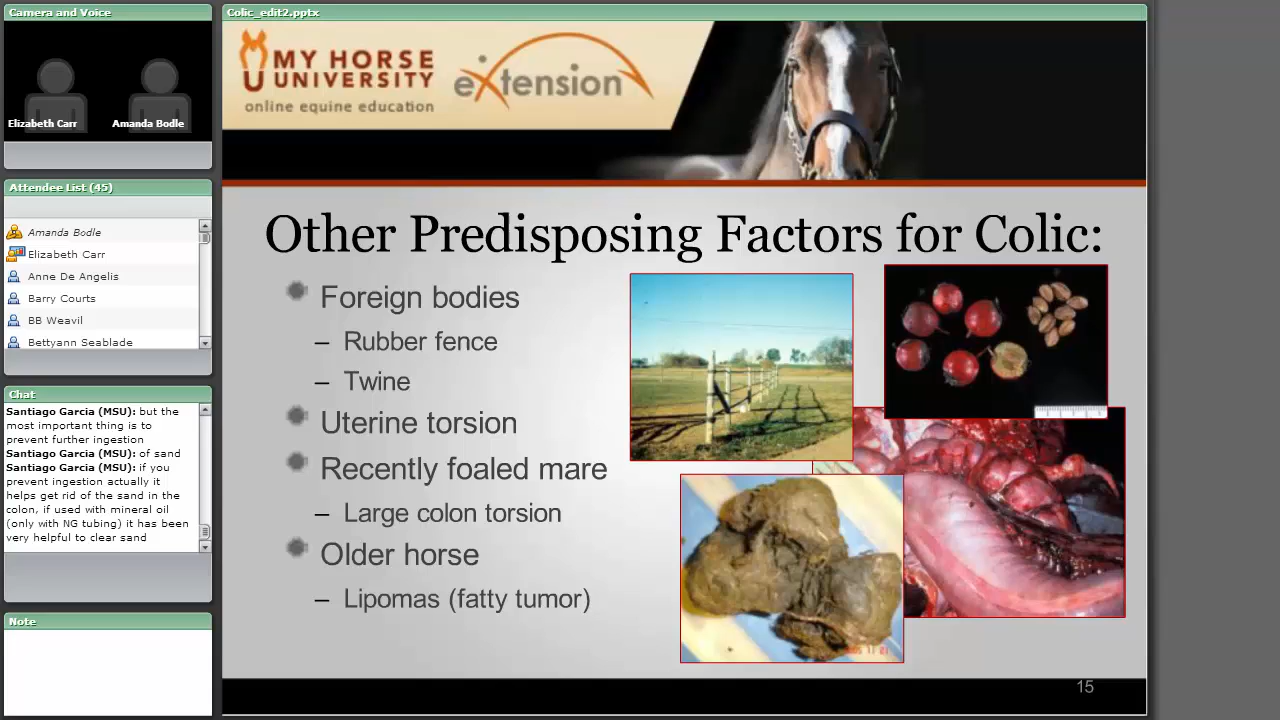 Camera and Voice
Elizabeth Carr
Amanda Bodle
Attendee List (45)
Amanda Bodle
Elizabeth Carr
Anne De Angelis
Barry Courts
BB Weavil
Bettyann Seablade
Chat
Santiago Garcia (MSU): but the
most important thing is to
prevent further ingestion
Santiago Garcia (MSU): of sand
Santiago Garcia (MSU): if you
prevent ingestion actually it
helps get rid of the sand in the
colon, if used with mineral oil
(only with NG tubing) it has been
very helpful to clear sand
Note
Colic_edit2.pptx
MY HORSE
UNIVERSITY
online equine education
eXtension
Other Predisposing Factors for Colic:
Foreign bodies
– Rubber fence
– Twine
Uterine torsion
Recently foaled mare
– Large colon torsion
Older horse
– Lipomas (fatty tumor)
15